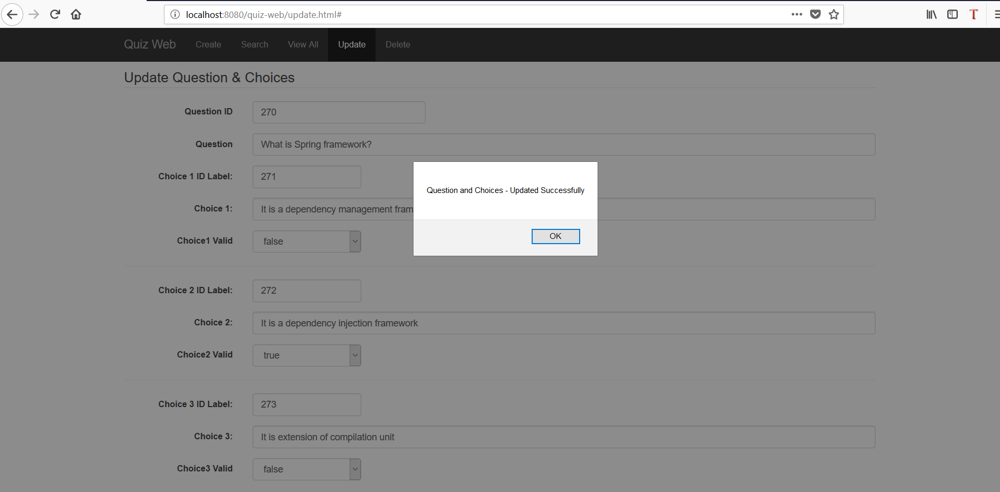 localhost:8080/quiz-web/update.html#
Quiz Web Create Search View All Update Delete
Update Question & Choices
Question ID 270
Question What is Spring framework?
Choice 1 ID Label: 271
Question and Choices - Updated Successfully
Choice 1: It is a dependency management fram
OK
Choice1 Valid false
Choice 2 ID Label: 272
Choice 2: It is a dependency injection framework
Choice2 Valid true
Choice 3 ID Label: 273
Choice 3: It is extension of compilation unit
Choice3 Valid false